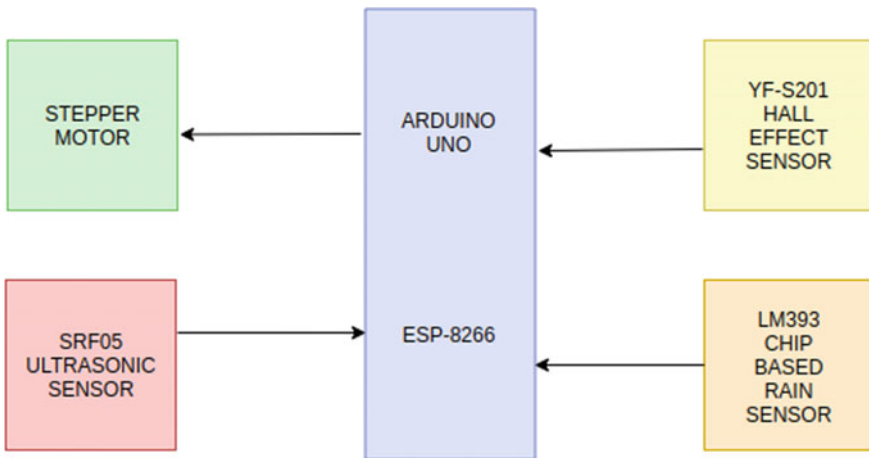 STEPPER
MOTOR
ARDUINO
UNO
YF-S201
HALL
EFFECT
SENSOR
SRF05
ULTRASONIC
SENSOR
ESP-8266
LM393
CHIP
BASED
RAIN
SENSOR